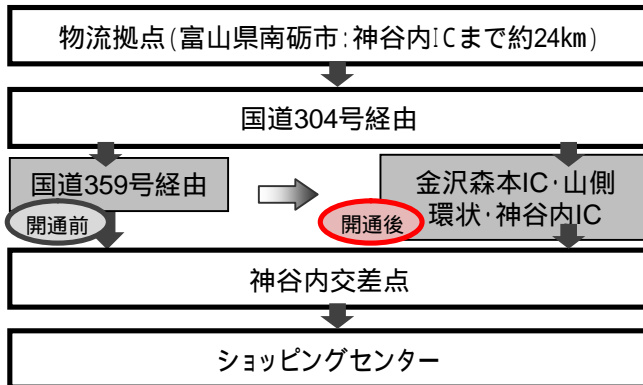 物流拠点(富山県南砺市:神谷内ICまで約24km)
国道304号経由
国道359号経由
開通前
開通後
金沢森本IC・山側
環状・神谷内IC
神谷内交差点
ショッピングセンター